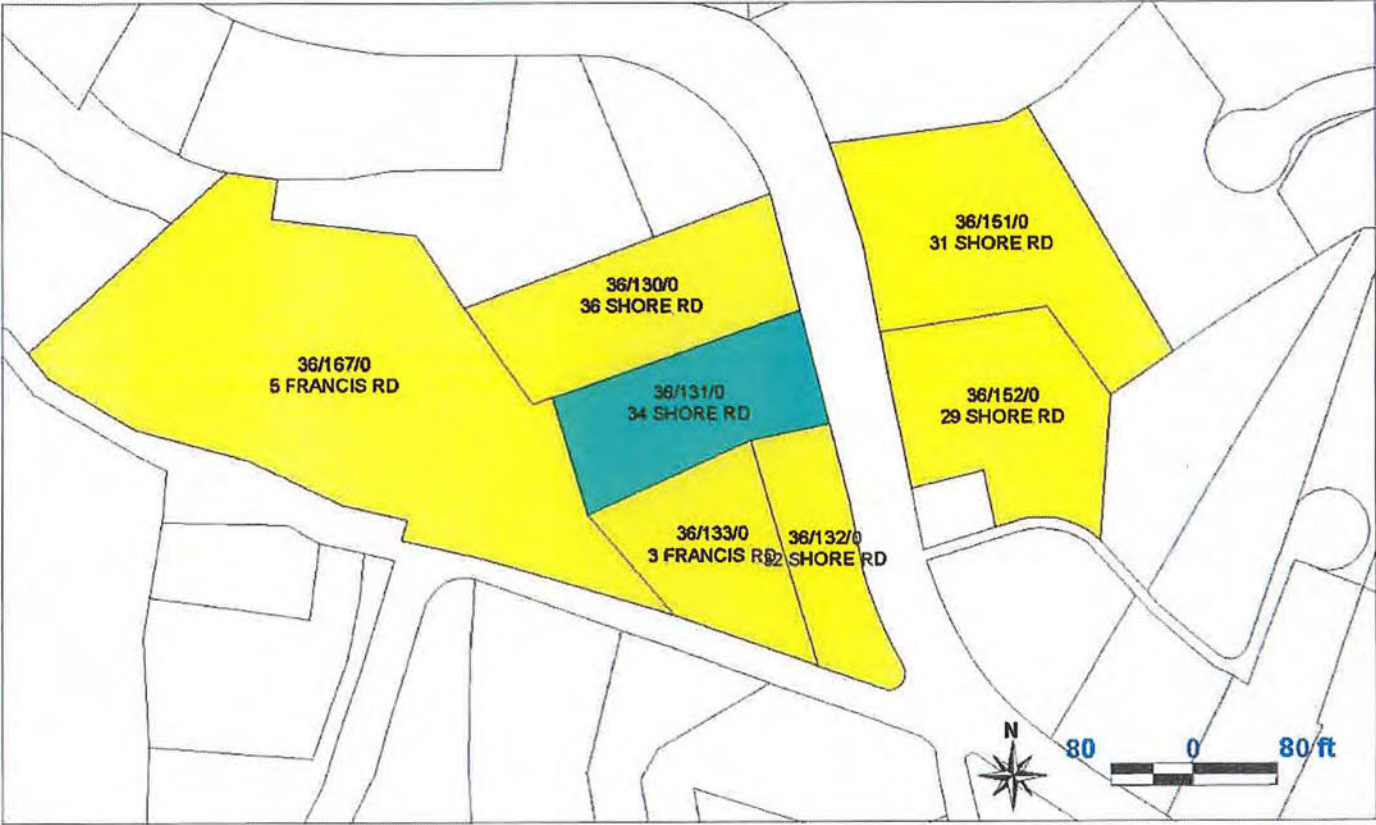 36/151/0
31 SHORE RD
36/130/0
36 SHORE RD
36/167/0
5 FRANCIS RD
36/131/0
34 SHORE RD
36/152/0
29 SHORE RD
36/133/0
3 FRANCIS RD
36/132/0
32 SHORE RD
N
80 0 80 ft